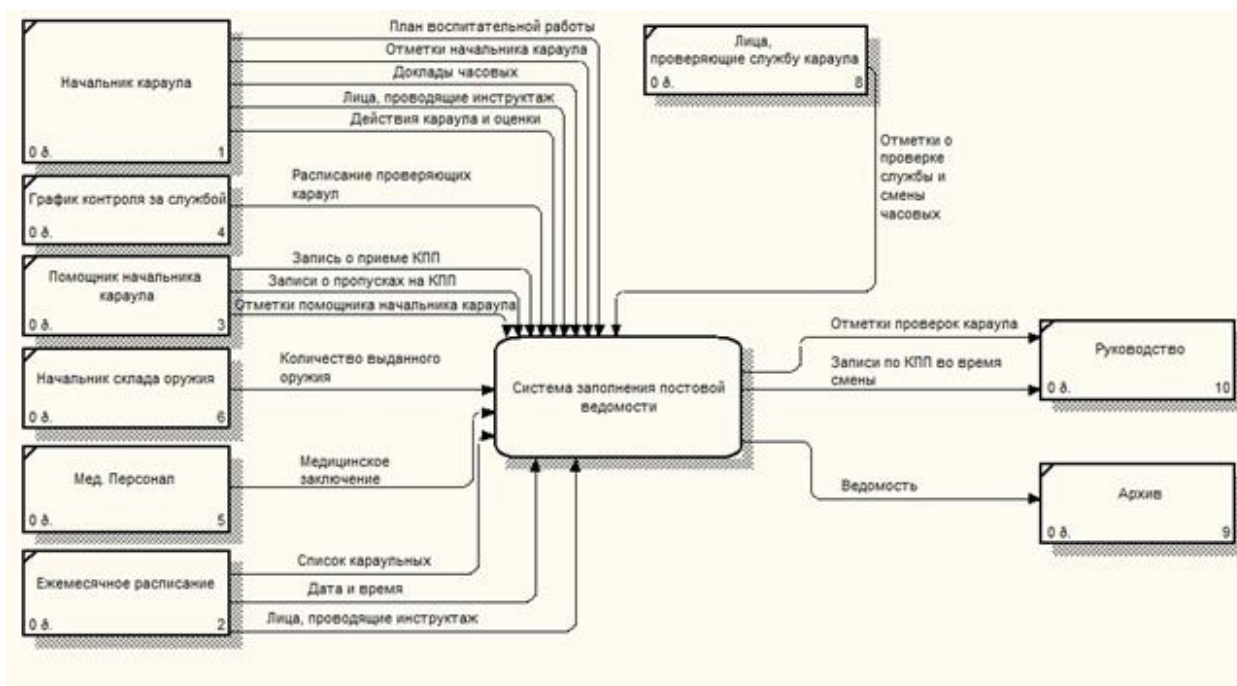 План воспитательной работы
Отметки начальника караула
Доклады часовых
Лица, проводящие инструктаж
Действия караула и оценки
Начальник караула
0 р.
1
Лица,
проверяющие службу караула
0 р.
8
Отметки о
проверке
службы и
смены
часовых
Расписание проверяющих
караул
График контроля за службой
0 р.
4
Запись о приеме КПП
Записи о пропусках на КПП
Отметки помощника начальника караула
Помощник начальника
караула
0 р.
3
Количество выданного
оружия
Начальник склада оружия
0 р.
6
Система заполнения постовой
ведомости
Отметки проверок караула
Записи по КПП во время
смены
Руководство
0 р.
10
Медицинское
заключение
Мед. Персонал
0 р.
5
Ведомость
Архив
0 р.
9
Список караульных
Дата и время
Лица, проводящие инструктаж
Ежемесячное расписание
0 р.
2